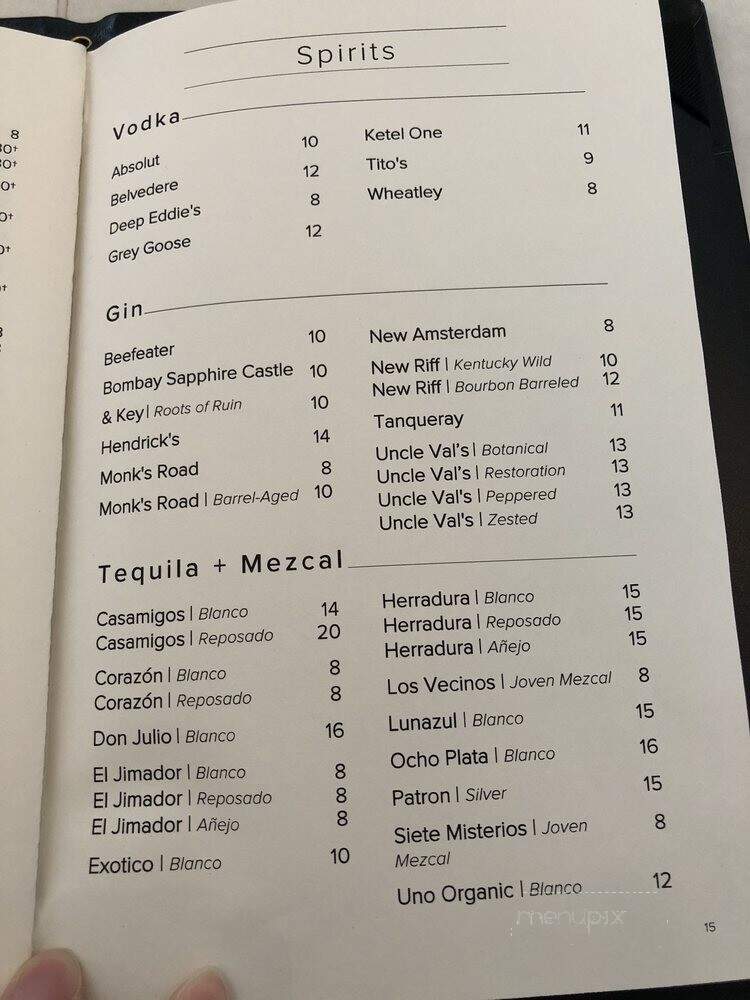 Spirits
Vodka
Absolut 10
Belvedere 12
Deep Eddie's 8
Grey Goose 12
Ketel One 11
Tito's 9
Wheatley 8
Gin
Beefeater 10
Bombay Sapphire Castle 10
& Key | Roots of Ruin 10
Hendrick's 14
Monk's Road 8
Monk's Road | Barrel-Aged 10
New Amsterdam 8
New Riff | Kentucky Wild 10
New Riff | Bourbon Barreled 12
Tanqueray 11
Uncle Val's | Botanical 13
Uncle Val's | Restoration 13
Uncle Val's | Peppered 13
Uncle Val's | Zested 13
Tequila + Mezcal
Casamigos | Blanco 14
Casamigos | Reposado 20
Corazón | Blanco 8
Corazón | Reposado 8
Don Julio | Blanco 16
El Jimador | Blanco 8
El Jimador | Reposado 8
El Jimador | Añejo 8
Exotico | Blanco 10
Herradura | Blanco 15
Herradura | Reposado 15
Herradura | Añejo 15
Los Vecinos | Joven Mezcal 8
Lunazul | Blanco 15
Ocho Plata | Blanco 16
Patron | Silver 15
Siete Misterios | Joven 8
Mezcal
Uno Organic | Blanco 12
menupix
15